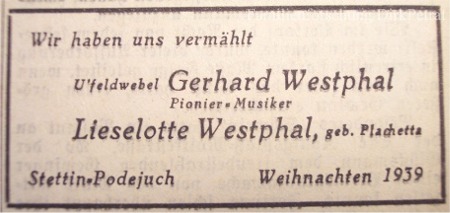 Wir haben uns vermählt
U'feldwebel Gerhard Westphal
Pionier-Musiker
Lieselotte Westphal, geb. Plachetta
Stettin-Podejuch Weihnachten 1939